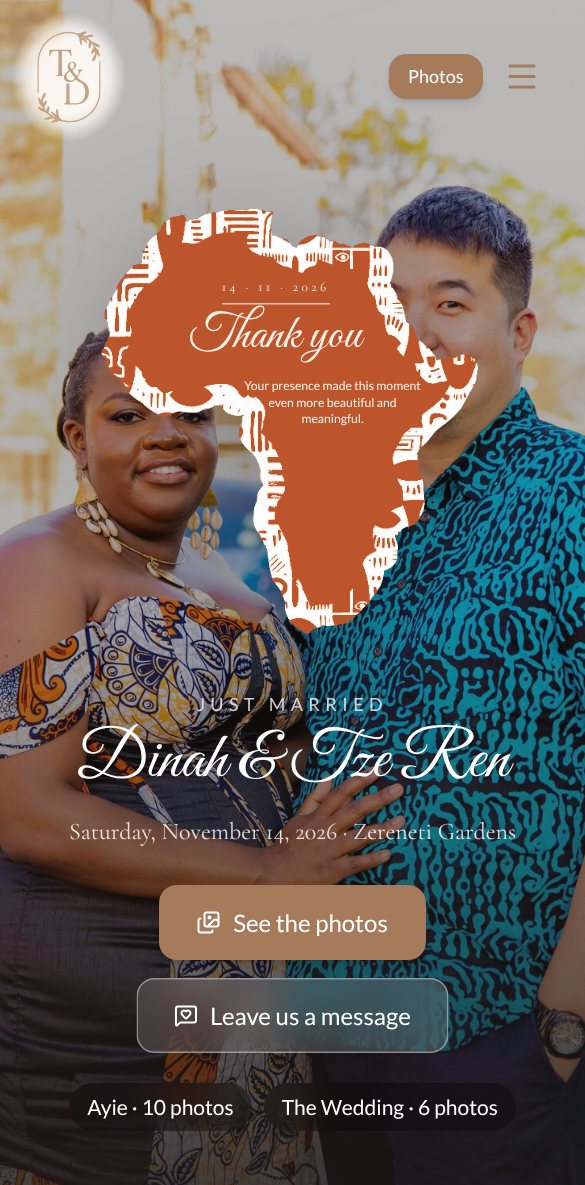 T&D
Photos
14 · 11 · 2026
Thank you
Your presence made this moment
even more beautiful and
meaningful.
JUST MARRIED
Dinah & Tze Ren
Saturday, November 14, 2026 · Zereneti Gardens
See the photos
Leave us a message
Ayie · 10 photos
The Wedding · 6 photos